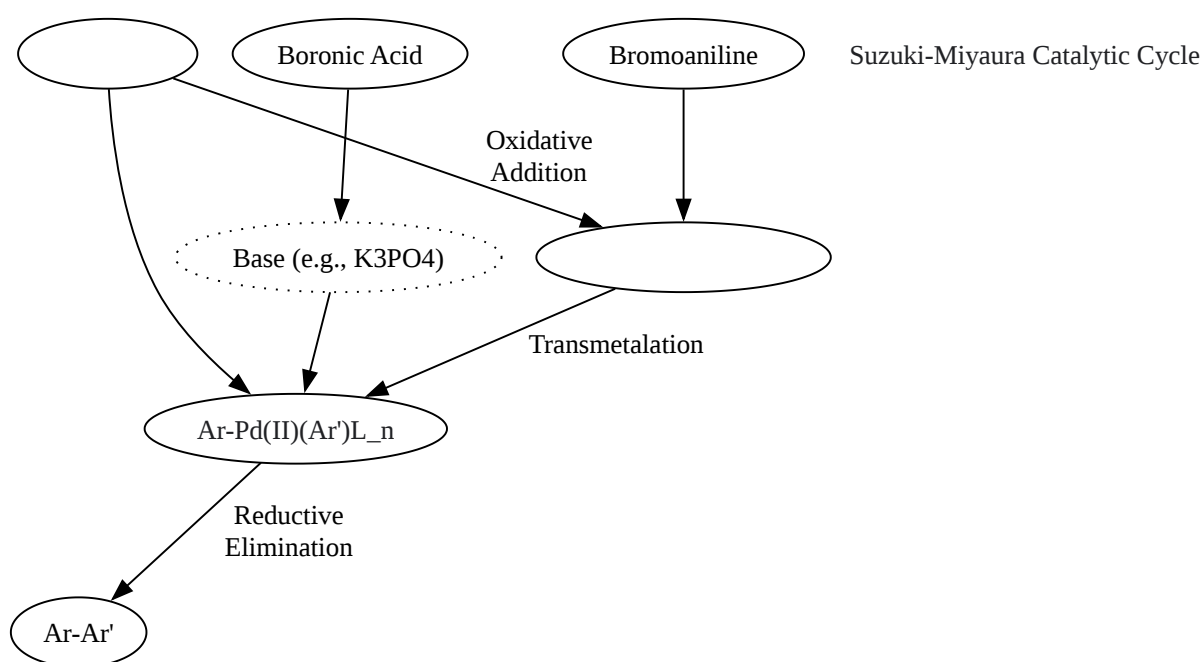 Boronic Acid
Bromoaniline
Suzuki-Miyaura Catalytic Cycle
Oxidative
Addition
Base (e.g., K3PO4)
Transmetalation
Ar-Pd(II)(Ar')L_n
Reductive
Elimination
Ar-Ar'